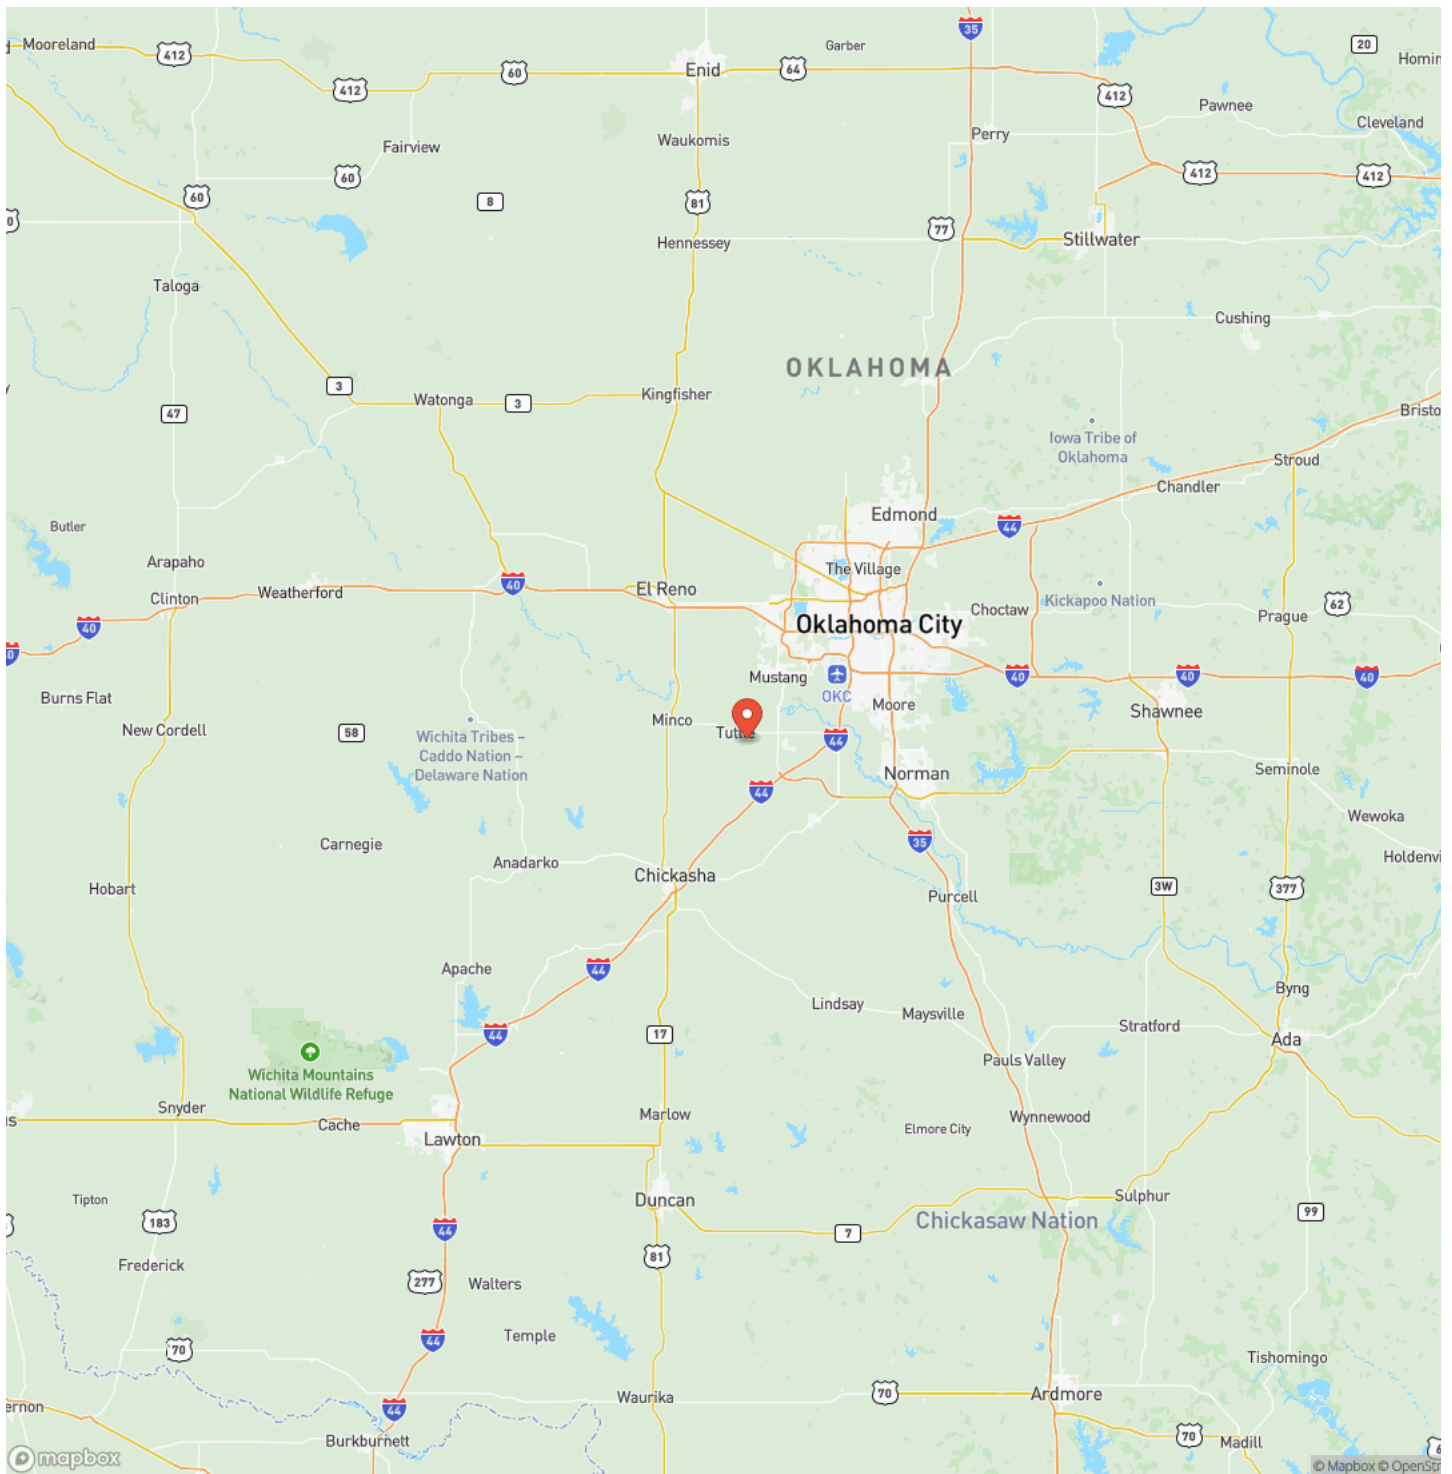 35
Mooreland
Garber
20
412
Enid
64
60
Homin
412
412
Pawnee
Cleveland
Perry
Waukomis
Fairview
60
412
412
60
8
81
0
77
Hennessey
Stillwater
Taloga
Cushing
OKLAHOMA
3
Kingfisher
Watonga
3
47
Bristo
Iowa Tribe of
Oklahoma
Stroud
Chandler
Edmond
44
Butler
Arapaho
The Village
40
El Reno
Weatherford
Clinton
Kickapoo Nation
Choctaw
62
Prague
40
Oklahoma City
0
Mustang
OKC
40
40
40
Burns Flat
Moore
Shawnee
Minco
New Cordell
58
Tuttle
Wichita Tribes –
Caddo Nation –
Delaware Nation
44
Norman
Seminole
44
Wewoka
Carnegie
35
Anadarko
Holdenvi
Chickasha
Hobart
3W
377
Purcell
Apache
44
Byng
Lindsay
Maysville
Stratford
44
17
Ada
Pauls Valley
Wichita Mountains
National Wildlife Refuge
Snyder
Marlow
Wynnewood
s
Cache
Elmore City
Lawton
Tipton
Duncan
Sulphur
183
Chickasaw Nation
99
44
7
81
Frederick
277
Walters
Temple
44
70
Tishomingo
Waurika
70
Ardmore
ernon
44
70
Burkburnett
Madill
6
mapbox
© Mapbox © OpenStr